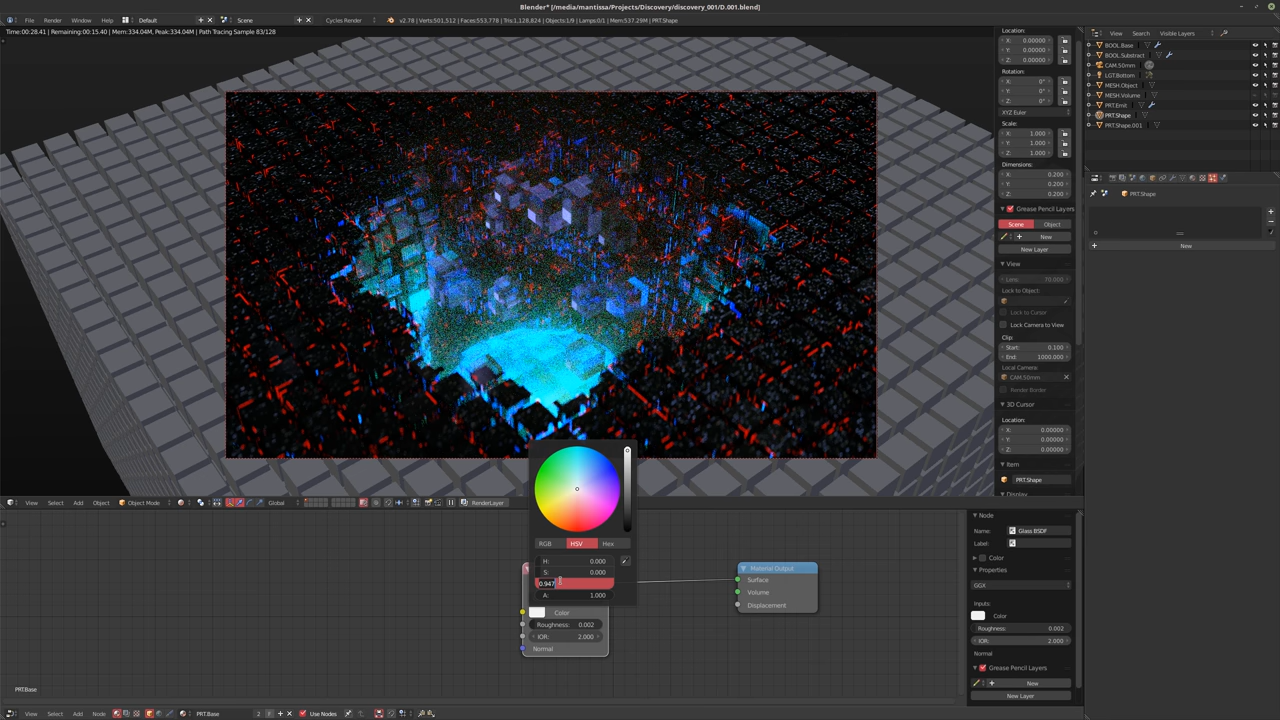 Blender* [/media/mantissa/Projects/Discovery/discovery_001/D.001.blend]
File Render Window Help Default Scene Cycles Render v2.78 | Verts:501,512 | Faces:553,778 | Tris:1,128,824 | Objects:1/9 | Lamps:0/1 | Mem:537.29M | PRT.Shape
Time:00:28.41 | Remaining:00:15.40 | Mem:334.04M, Peak:334.04M | Path Tracing Sample 83/128
Location:
X: 0.00000
Y: 0.00000
Z: 0.00000
Rotation:
X: 0°
Y: 0°
Z: 0°
XYZ Euler
Scale:
X: 1.000
Y: 1.000
Z: 1.000
Dimensions:
X: 0.200
Y: 0.200
Z: 0.200
Grease Pencil Layers
Scene Object
New
New Layer
View
Lens: 70.000
Lock to Object:
Lock to Cursor
Lock Camera to View
Clip:
Start: 0.100
End: 1000.000
Local Camera:
CAM.50mm
Render Border
3D Cursor
Location:
X: 0.00000
Y: 0.00000
Z: 0.00000
Item
PRT.Shape
Display
View Search Visible Layers
BOOL.Base
BOOL.Substract
CAM.50mm
LGT.Bottom
MESH.Object
MESH.Volume
PRT.Emit
PRT.Shape
PRT.Shape.001
PRT.Shape
New
View Select Add Object Object Mode Global RenderLayer
RGB HSV Hex
H: 0.000
S: 0.000
0.947
A: 1.000
Color
Roughness: 0.002
IOR: 2.000
Normal
Material Output
Surface
Volume
Displacement
Node
Name: Glass BSDF
Label:
Color
Properties
GGX
Inputs:
Color
Roughness: 0.002
IOR: 2.000
Normal
Grease Pencil Layers
New
New Layer
PRT.Base
View Select Add Node PRT.Base 2 Use Nodes